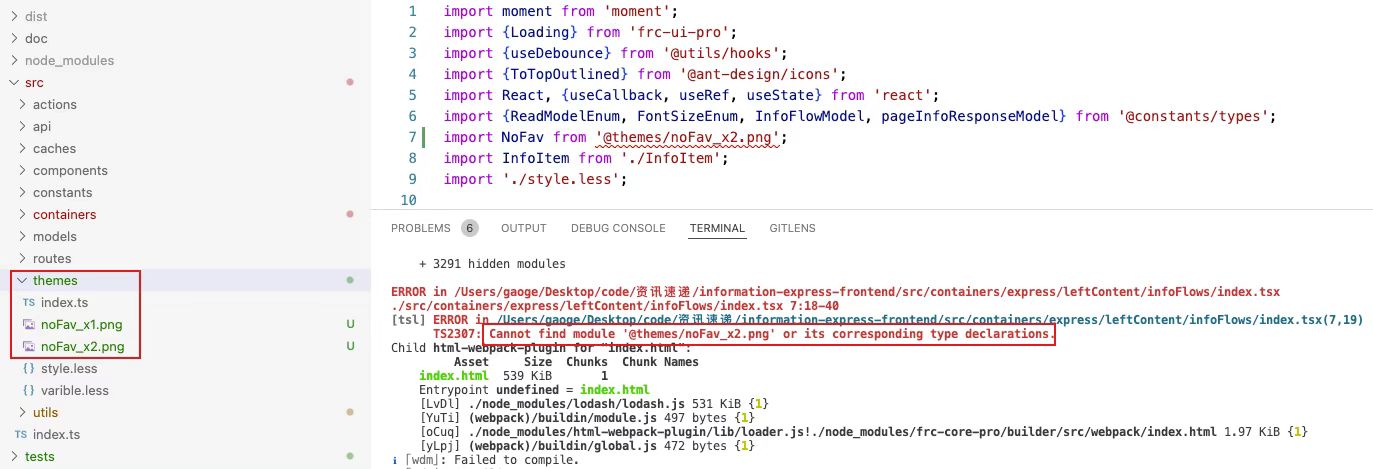 dist
doc
node_modules
src
actions
api
caches
components
constants
containers
models
routes
themes
TS index.ts
noFav_x1.png U
noFav_x2.png U
{} style.less
{} varible.less
utils
TS index.ts
tests
1 import moment from 'moment';
2 import {Loading} from 'frc-ui-pro';
3 import {useDebounce} from '@utils/hooks';
4 import {ToTopOutlined} from '@ant-design/icons';
5 import React, {useCallback, useRef, useState} from 'react';
6 import {ReadModelEnum, FontSizeEnum, InfoFlowModel, pageInfoResponseModel} from '@constants/types';
7 import NoFav from '@themes/noFav_x2.png';
8 import InfoItem from './InfoItem';
9 import './style.less';
10
PROBLEMS 6 OUTPUT DEBUG CONSOLE TERMINAL GITLENS
+ 3291 hidden modules
ERROR in /Users/gaoge/Desktop/code/资讯速递/information-express-frontend/src/containers/express/leftContent/infoFlows/index.tsx
./src/containers/express/leftContent/infoFlows/index.tsx 7:18-40
[tsl] ERROR in /Users/gaoge/Desktop/code/资讯速递/information-express-frontend/src/containers/express/leftContent/infoFlows/index.tsx(7,19)
TS2307: Cannot find module '@themes/noFav_x2.png' or its corresponding type declarations.
Child html-webpack-plugin for "index.html":
Asset Size Chunks Chunk Names
index.html 539 KiB 1
Entrypoint undefined = index.html
[LvDl] ./node_modules/lodash/lodash.js 531 KiB {1}
[YuTi] (webpack)/buildin/module.js 497 bytes {1}
[oCuq] ./node_modules/html-webpack-plugin/lib/loader.js!./node_modules/frc-core-pro/builder/src/webpack/index.html 1.97 KiB {1}
[yLpj] (webpack)/buildin/global.js 472 bytes {1}
i ｢wdm｣: Failed to compile.